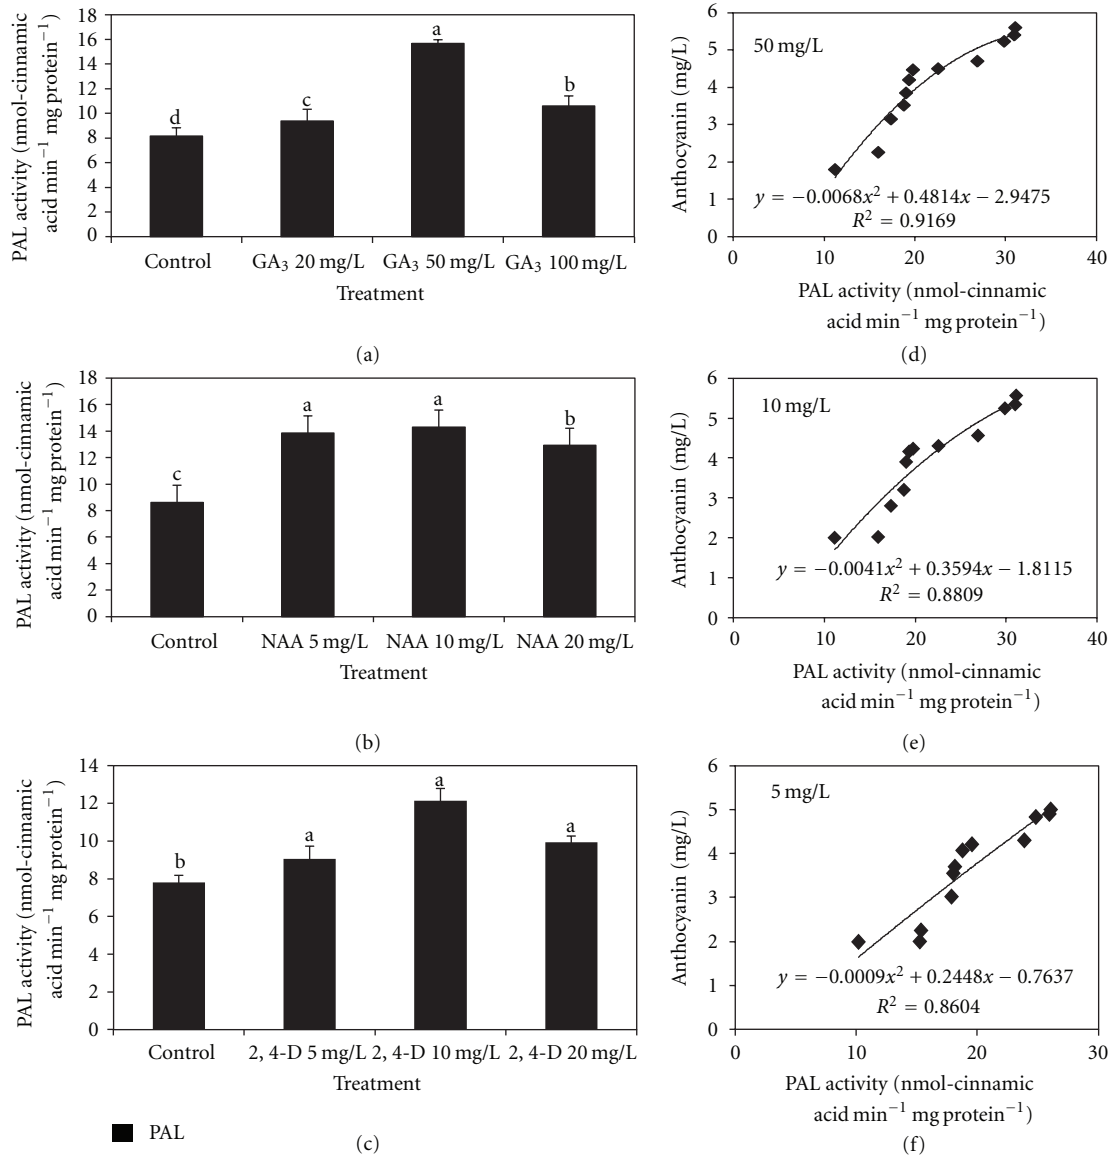 PAL activity (nmol-cinnamic
acid min⁻¹ mg protein⁻¹)
18
16
14
12
10
8
6
4
2
0
d
c
a
b
Control
GA₃ 20 mg/L
GA₃ 50 mg/L
GA₃ 100 mg/L
Treatment
(a)
Anthocyanin (mg/L)
6
5
4
3
2
1
0
50 mg/L
y = −0.0068x² + 0.4814x − 2.9475
R² = 0.9169
0
10
20
30
40
PAL activity (nmol-cinnamic
acid min⁻¹ mg protein⁻¹)
(d)
PAL activity (nmol-cinnamic
acid min⁻¹ mg protein⁻¹)
18
16
14
12
10
8
6
4
2
0
c
a
a
b
Control
NAA 5 mg/L
NAA 10 mg/L
NAA 20 mg/L
Treatment
(b)
Anthocyanin (mg/L)
6
5
4
3
2
1
0
10 mg/L
y = −0.0041x² + 0.3594x − 1.8115
R² = 0.8809
0
10
20
30
40
PAL activity (nmol-cinnamic
acid min⁻¹ mg protein⁻¹)
(e)
PAL activity (nmol-cinnamic
acid min⁻¹ mg protein⁻¹)
14
12
10
8
6
4
2
0
b
a
a
a
Control
2, 4-D 5 mg/L
2, 4-D 10 mg/L
2, 4-D 20 mg/L
Treatment
PAL
(c)
Anthocyanin (mg/L)
6
5
4
3
2
1
0
5 mg/L
y = −0.0009x² + 0.2448x − 0.7637
R² = 0.8604
0
10
20
30
PAL activity (nmol-cinnamic
acid min⁻¹ mg protein⁻¹)
(f)